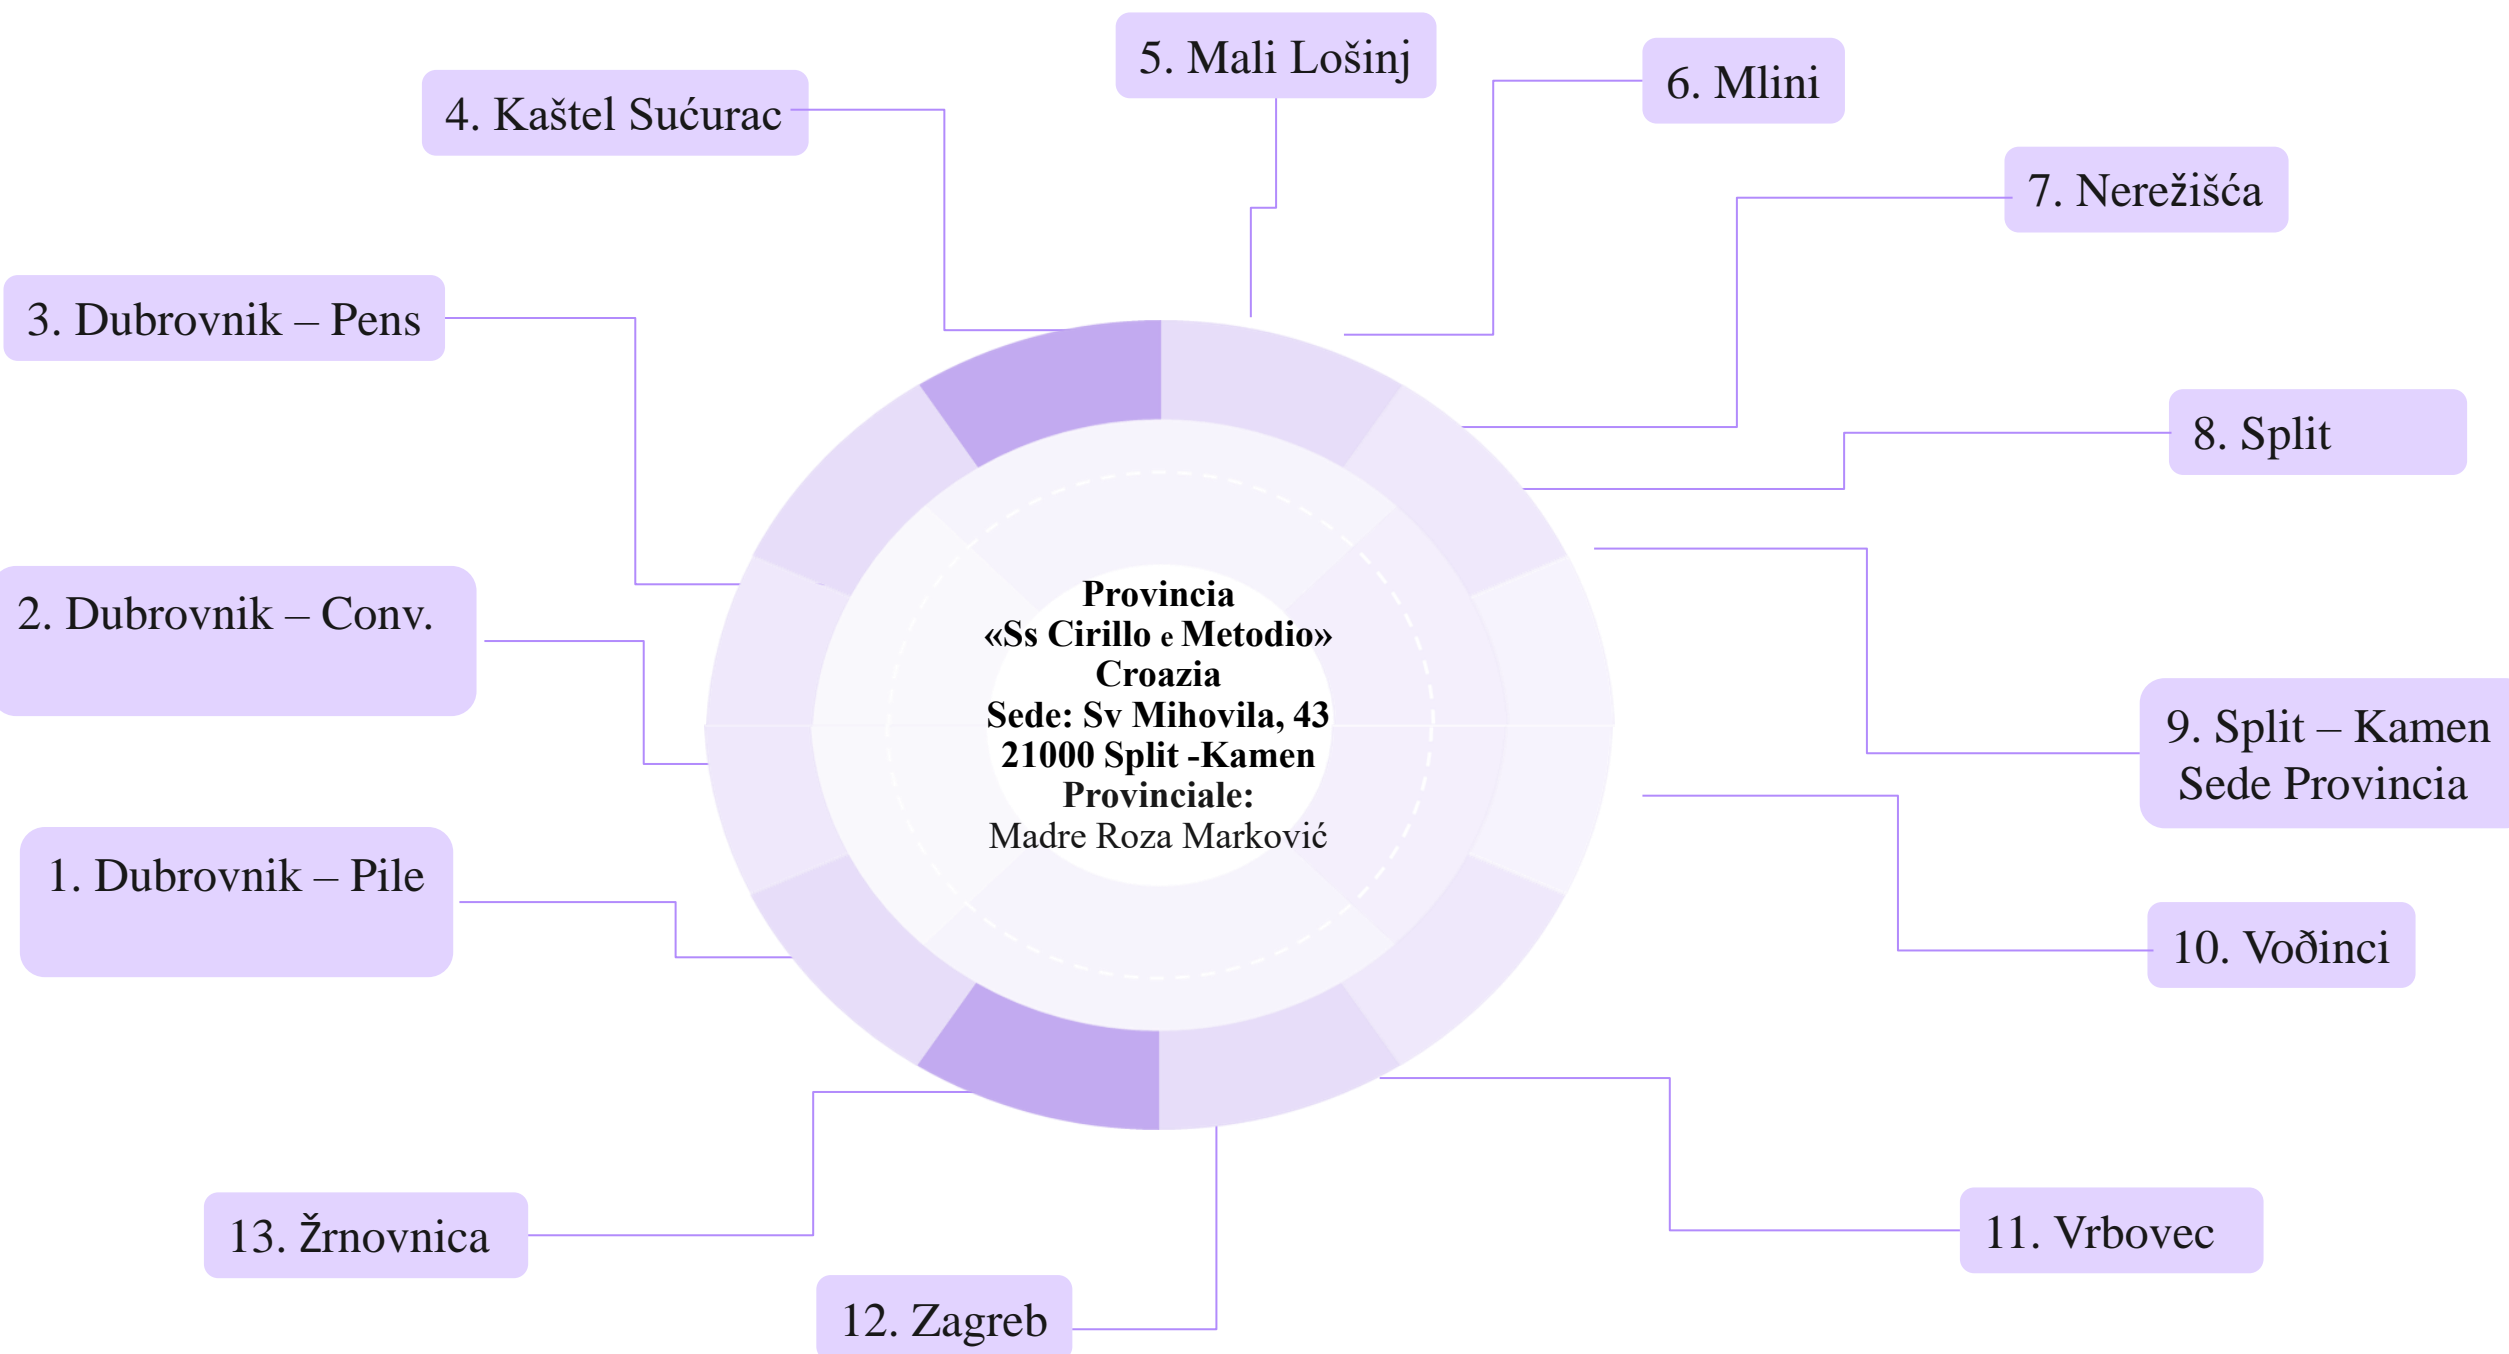 5. Mali Lošinj
6. Mlini
4. Kaštel Sućurac
7. Nerežišća
3. Dubrovnik – Pens
8. Split
2. Dubrovnik – Conv.
Provincia
«Ss Cirillo e Metodio»
Croazia
Sede: Sv Mihovila, 43
21000 Split -Kamen
Provinciale:
Madre Roza Marković
9. Split – Kamen
Sede Provincia
1. Dubrovnik – Pile
10. Voðinci
13. Žrnovnica
11. Vrbovec
12. Zagreb